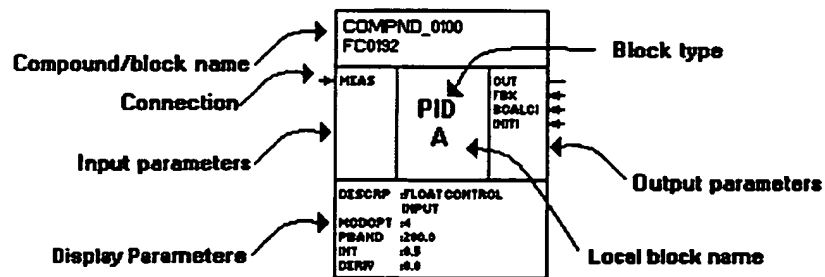 COMPND_0100
FC0192
Compound/block name
Block type
Connection
MEAS
PID
A
OUT
FBK
BCALCI
INITI
Input parameters
Output parameters
DESCRP :FLOAT CONTROL
INPUT
MODOPT :4
PBAND :200.0
INT :0.5
DERIV :0.0
Display Parameters
Local block name